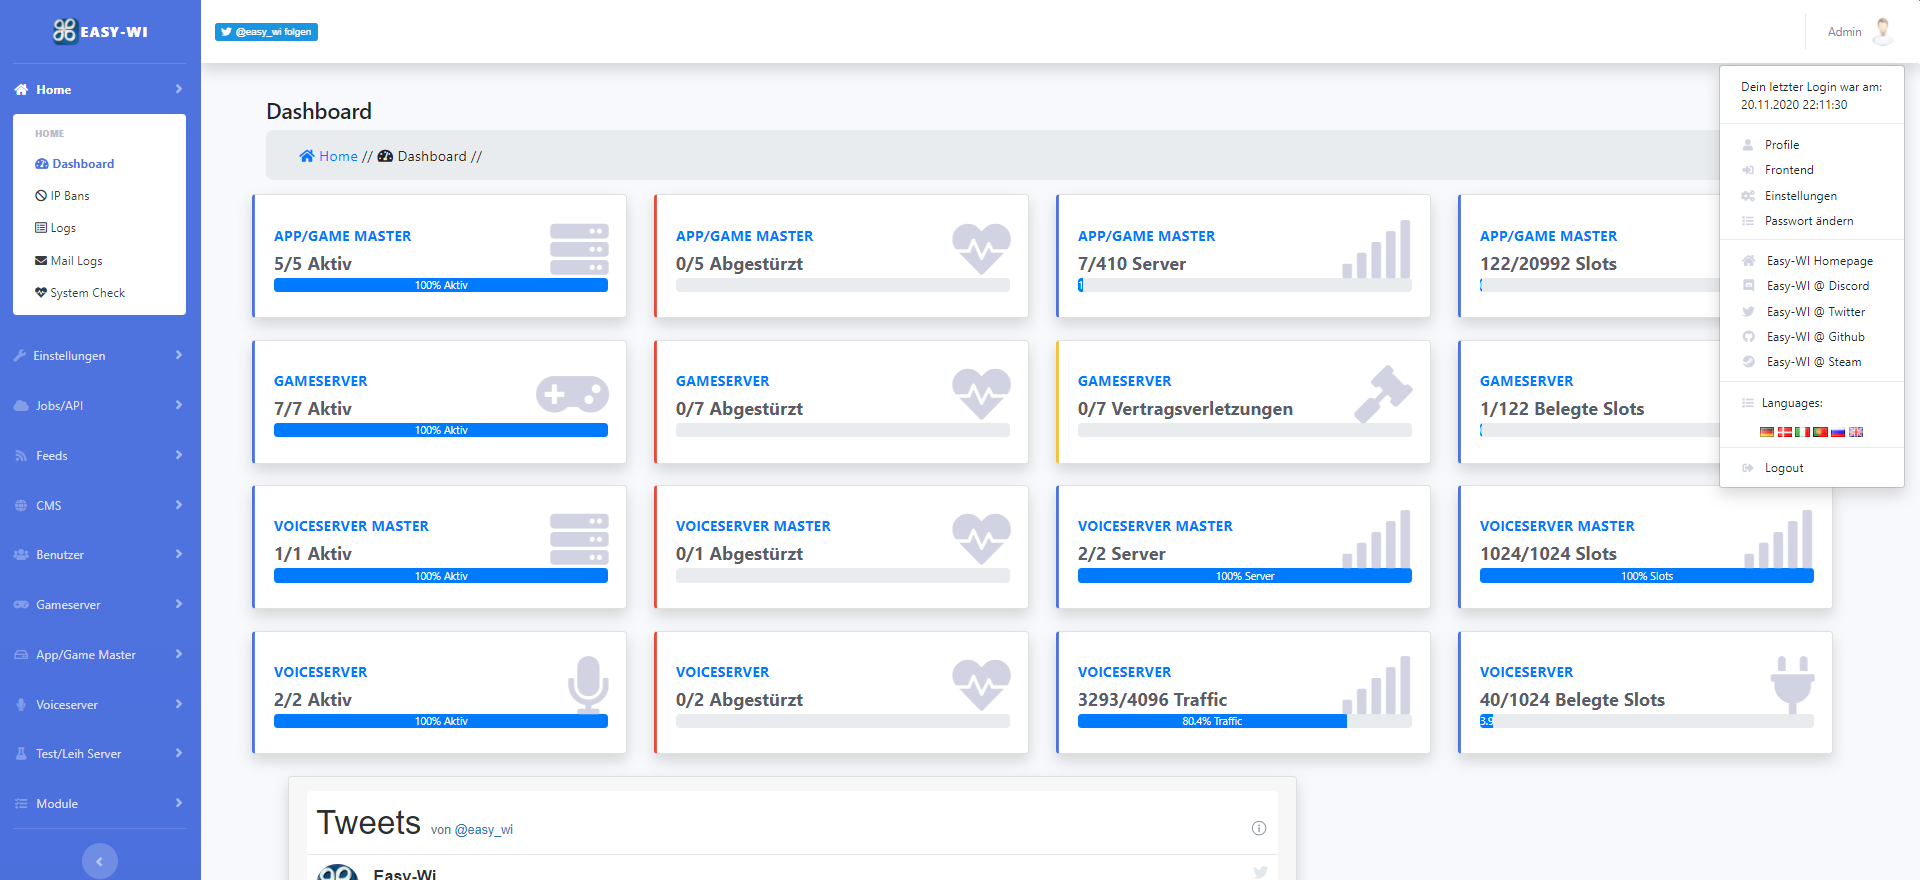 EASY-WI
@easy_wi folgen
Admin
Home
HOME
Dashboard
IP Bans
Logs
Mail Logs
System Check
Einstellungen
Jobs/API
Feeds
CMS
Benutzer
Gameserver
App/Game Master
Voiceserver
Test/Leih Server
Module
Dashboard
Home // Dashboard //
APP/GAME MASTER
5/5 Aktiv
100% Aktiv
APP/GAME MASTER
0/5 Abgestürzt
APP/GAME MASTER
7/410 Server
1
APP/GAME MASTER
122/20992 Slots
GAMESERVER
7/7 Aktiv
100% Aktiv
GAMESERVER
0/7 Abgestürzt
GAMESERVER
0/7 Vertragsverletzungen
GAMESERVER
1/122 Belegte Slots
VOICESERVER MASTER
1/1 Aktiv
100% Aktiv
VOICESERVER MASTER
0/1 Abgestürzt
VOICESERVER MASTER
2/2 Server
100% Server
VOICESERVER MASTER
1024/1024 Slots
100% Slots
VOICESERVER
2/2 Aktiv
100% Aktiv
VOICESERVER
0/2 Abgestürzt
VOICESERVER
3293/4096 Traffic
80.4% Traffic
VOICESERVER
40/1024 Belegte Slots
3.9
Tweets von @easy_wi
Easy-Wi
Dein letzter Login war am:
20.11.2020 22:11:30
Profile
Frontend
Einstellungen
Passwort ändern
Easy-WI Homepage
Easy-WI @ Discord
Easy-WI @ Twitter
Easy-WI @ Github
Easy-WI @ Steam
Languages:
Logout